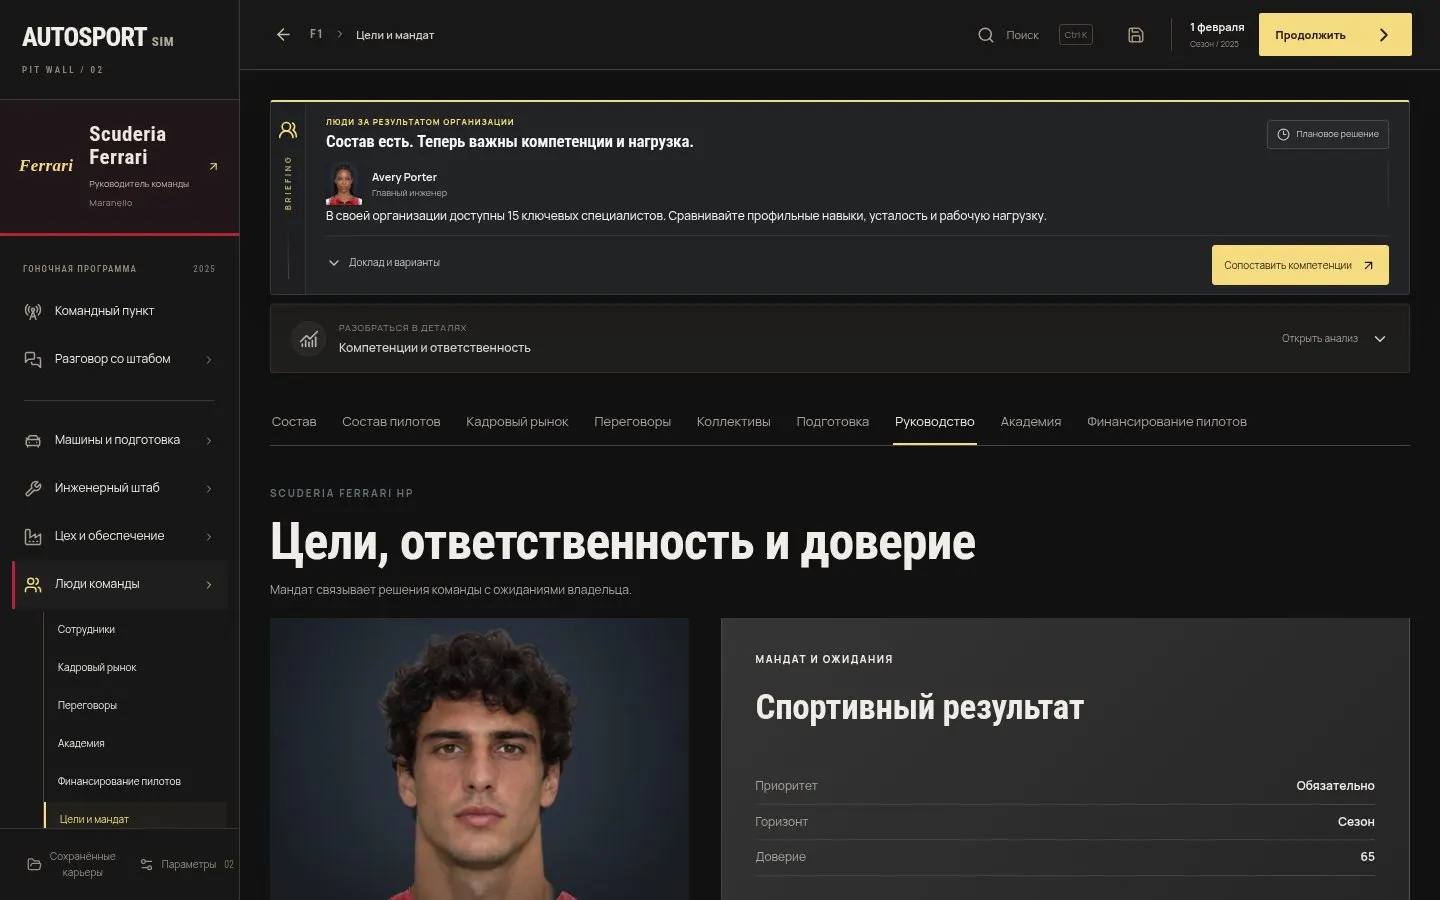 AUTOSPORT SIM
PIT WALL / 02
Ferrari
Scuderia
Ferrari
Руководитель команды
Maranello
ГОНОЧНАЯ ПРОГРАММА 2025
Командный пункт
Разговор со штабом
Машины и подготовка
Инженерный штаб
Цех и обеспечение
Люди команды
Сотрудники
Кадровый рынок
Переговоры
Академия
Финансирование пилотов
Цели и мандат
Сохранённые
карьеры
Параметры 02
F1 Цели и мандат
Поиск Ctrl K
1 февраля
Сезон / 2025
Продолжить
BRIEFING
ЛЮДИ ЗА РЕЗУЛЬТАТОМ ОРГАНИЗАЦИИ
Состав есть. Теперь важны компетенции и нагрузка.
Плановое решение
Avery Porter
Главный инженер
В своей организации доступны 15 ключевых специалистов. Сравнивайте профильные навыки, усталость и рабочую нагрузку.
Доклад и варианты
Сопоставить компетенции
РАЗОБРАТЬСЯ В ДЕТАЛЯХ
Компетенции и ответственность
Открыть анализ
Состав Состав пилотов Кадровый рынок Переговоры Коллективы Подготовка Руководство Академия Финансирование пилотов
SCUDERIA FERRARI HP
Цели, ответственность и доверие
Мандат связывает решения команды с ожиданиями владельца.
МАНДАТ И ОЖИДАНИЯ
Спортивный результат
Приоритет Обязательно
Горизонт Сезон
Доверие 65